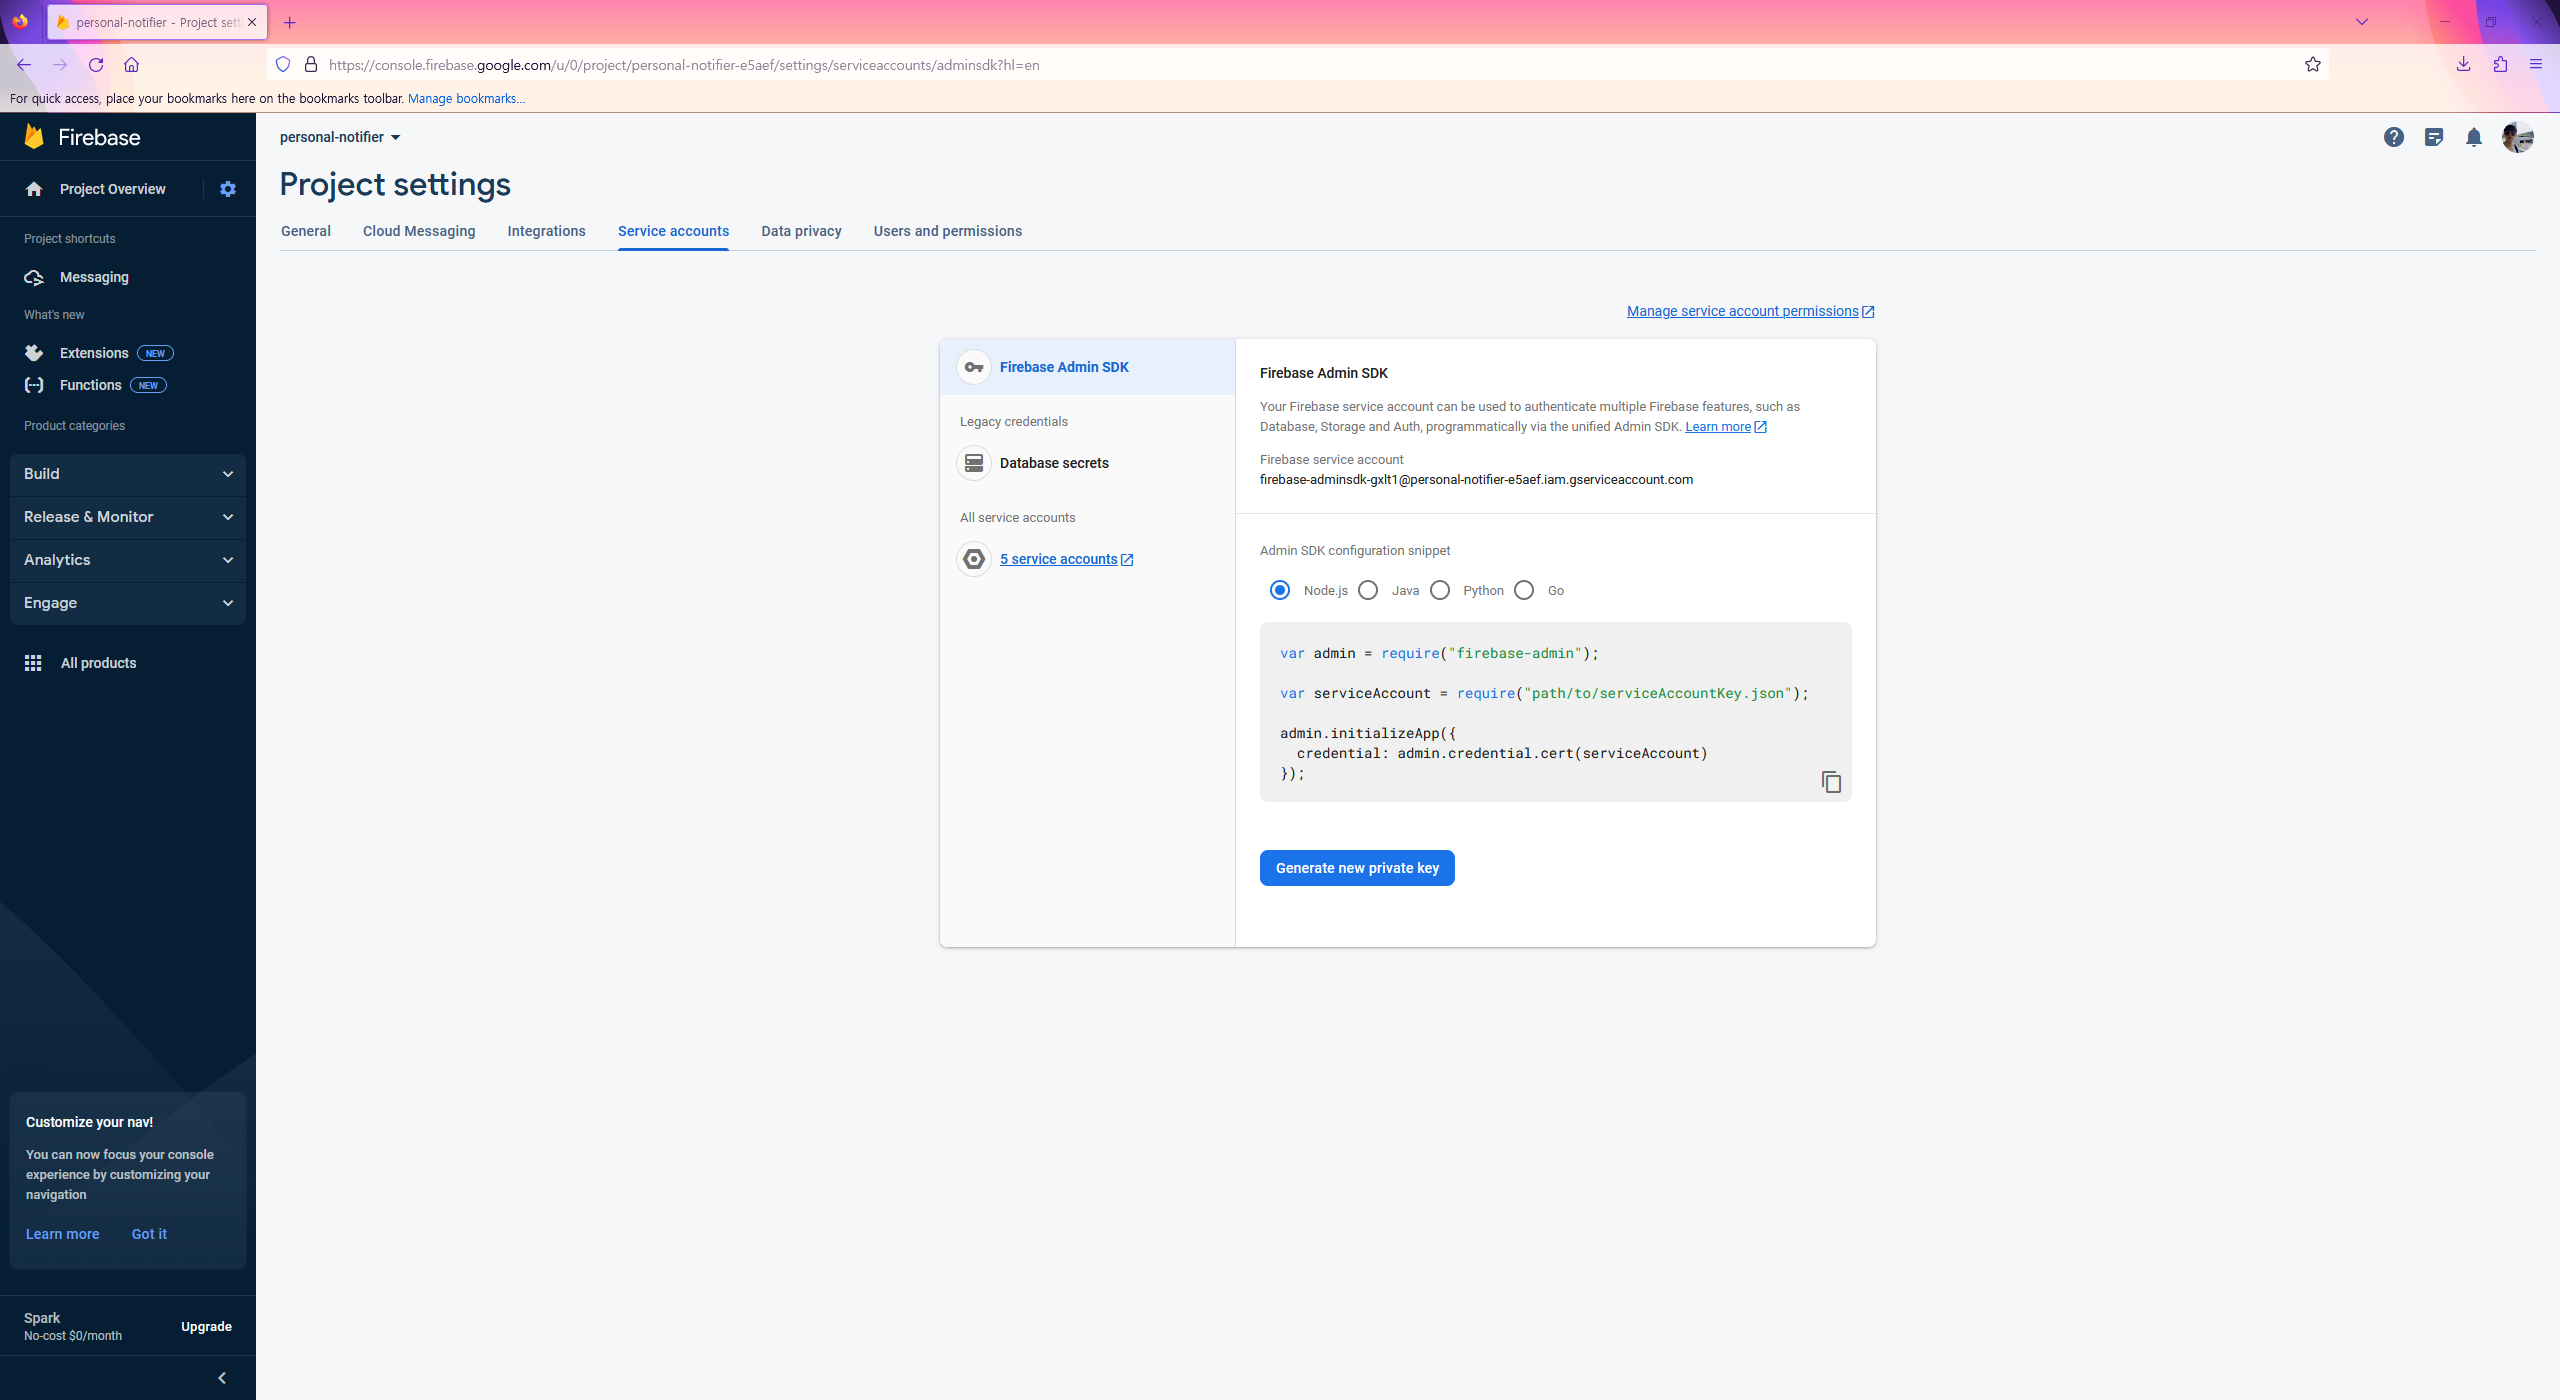 personal-notifier - Project sett
https://console.firebase.google.com/u/0/project/personal-notifier-e5aef/settings/serviceaccounts/adminsdk?hl=en
For quick access, place your bookmarks here on the bookmarks toolbar. Manage bookmarks...
Firebase
Project Overview
Project shortcuts
Messaging
What's new
Extensions NEW
Functions NEW
Product categories
Build
Release & Monitor
Analytics
Engage
All products
Customize your nav!
You can now focus your console
experience by customizing your
navigation
Learn more Got it
Spark
No-cost $0/month
Upgrade
personal-notifier
Project settings
General Cloud Messaging Integrations Service accounts Data privacy Users and permissions
Manage service account permissions
Firebase Admin SDK
Legacy credentials
Database secrets
All service accounts
5 service accounts
Firebase Admin SDK
Your Firebase service account can be used to authenticate multiple Firebase features, such as
Database, Storage and Auth, programmatically via the unified Admin SDK. Learn more
Firebase service account
firebase-adminsdk-gxlt1@personal-notifier-e5aef.iam.gserviceaccount.com
Admin SDK configuration snippet
Node.js Java Python Go
var admin = require("firebase-admin");
var serviceAccount = require("path/to/serviceAccountKey.json");
admin.initializeApp({
  credential: admin.credential.cert(serviceAccount)
});
Generate new private key